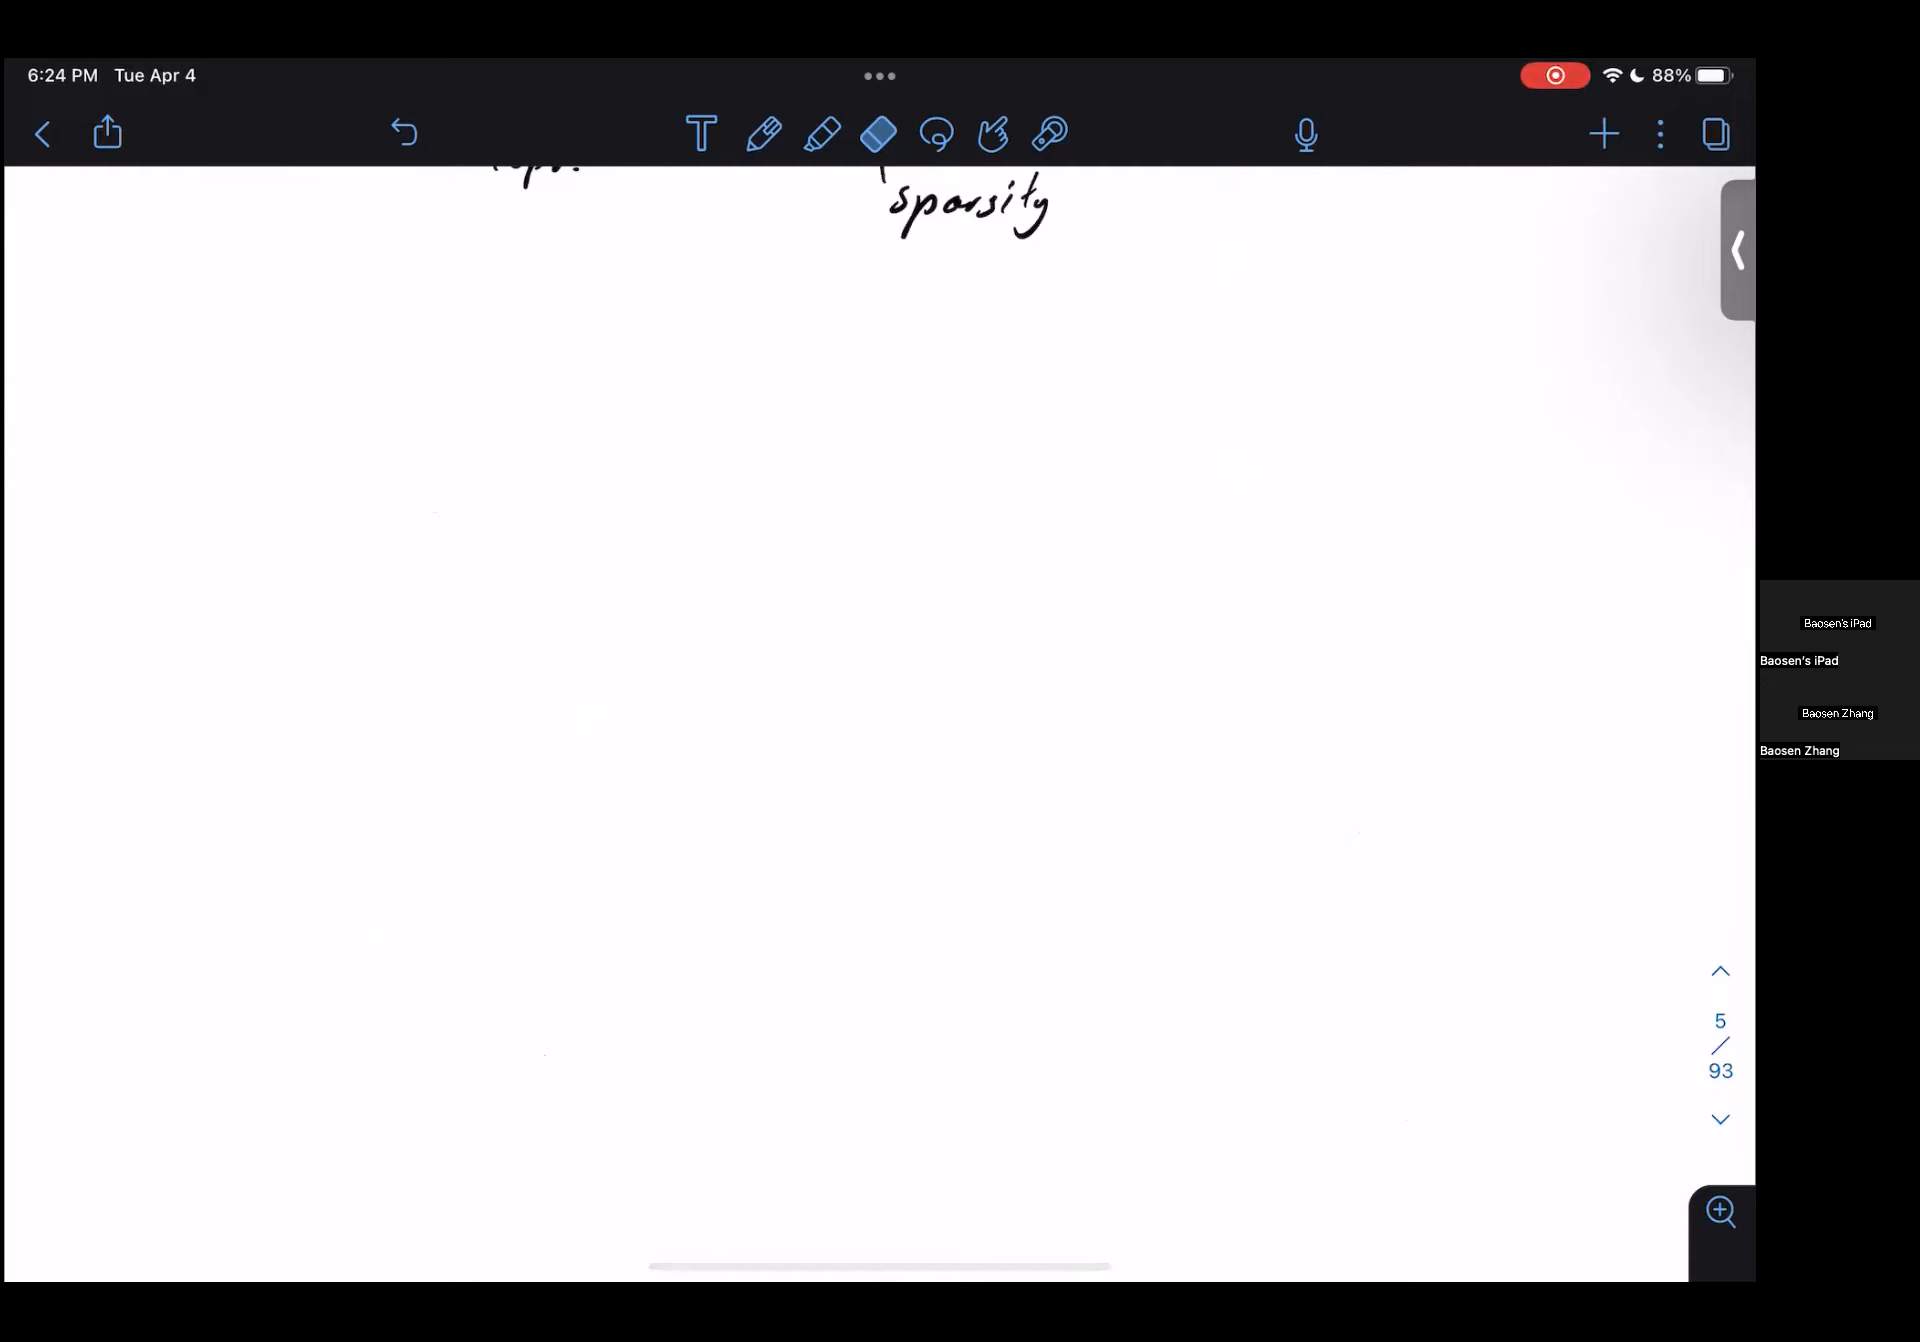 6:24 PM Tue Apr 4
88%
sparsity
Baosen's iPad
Baosen's iPad
Baosen Zhang
Baosen Zhang
5
/
93